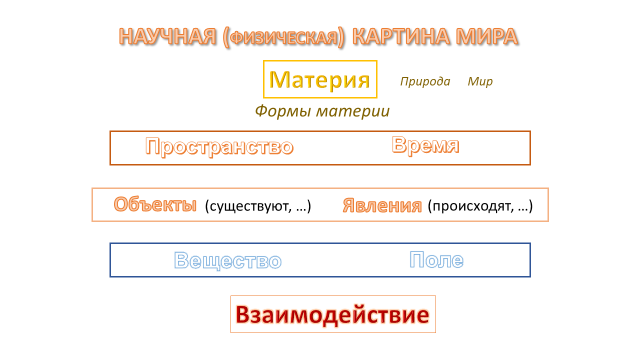 НАУЧНАЯ (ФИЗИЧЕСКАЯ) КАРТИНА МИРА
Материя Природа Мир
Формы материи
Пространство Время
Объекты (существуют, ...) Явления (происходят, ...)
Вещество Поле
Взаимодействие